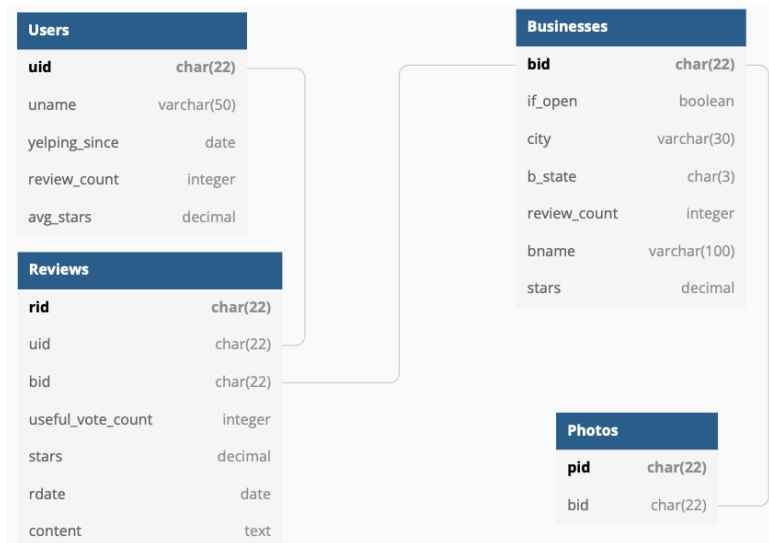 Users
uid char(22)
uname varchar(50)
yelping_since date
review_count integer
avg_stars decimal
Reviews
rid char(22)
uid char(22)
bid char(22)
useful_vote_count integer
stars decimal
rdate date
content text
Businesses
bid char(22)
if_open boolean
city varchar(30)
b_state char(3)
review_count integer
bname varchar(100)
stars decimal
Photos
pid char(22)
bid char(22)